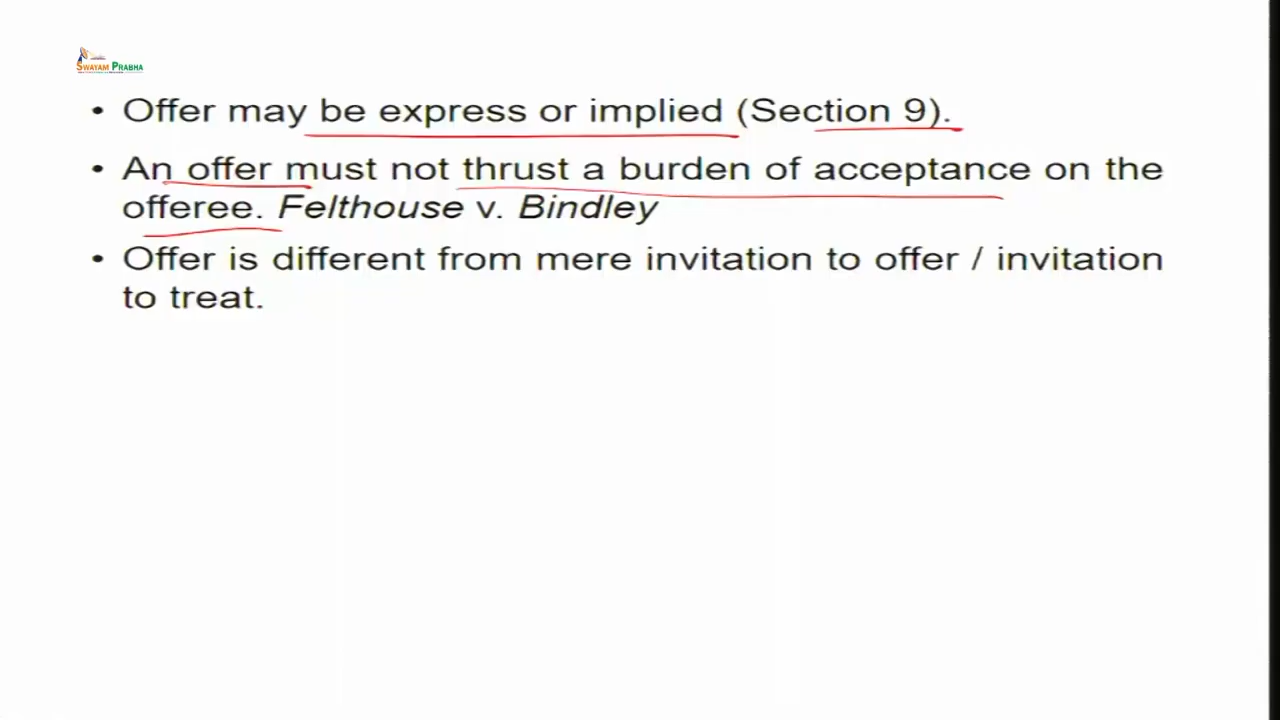 SWAYAM PRABHA
• Offer may be express or implied (Section 9).
• An offer must not thrust a burden of acceptance on the
offeree. Felthouse v. Bindley
• Offer is different from mere invitation to offer / invitation
to treat.